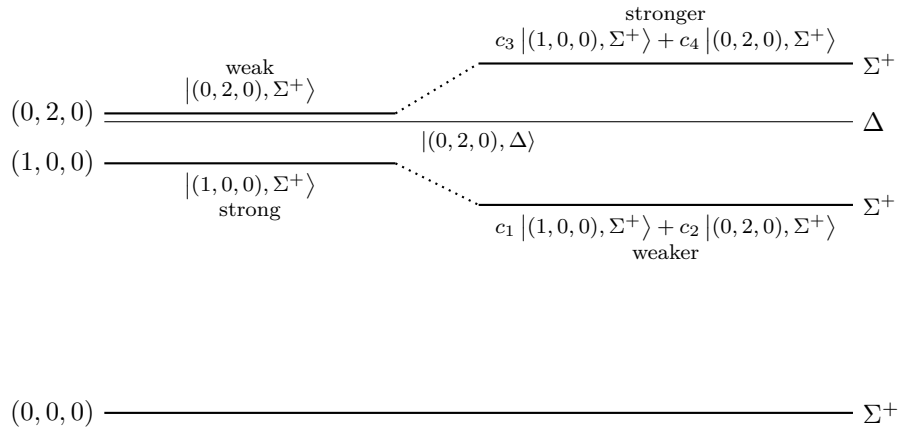 stronger
c₃ |(1, 0, 0), Σ⁺⟩ + c₄ |(0, 2, 0), Σ⁺⟩
Σ⁺
weak
|(0, 2, 0), Σ⁺⟩
(0, 2, 0)
Δ
|(0, 2, 0), Δ⟩
(1, 0, 0)
|(1, 0, 0), Σ⁺⟩
strong
Σ⁺
c₁ |(1, 0, 0), Σ⁺⟩ + c₂ |(0, 2, 0), Σ⁺⟩
weaker
(0, 0, 0)
Σ⁺